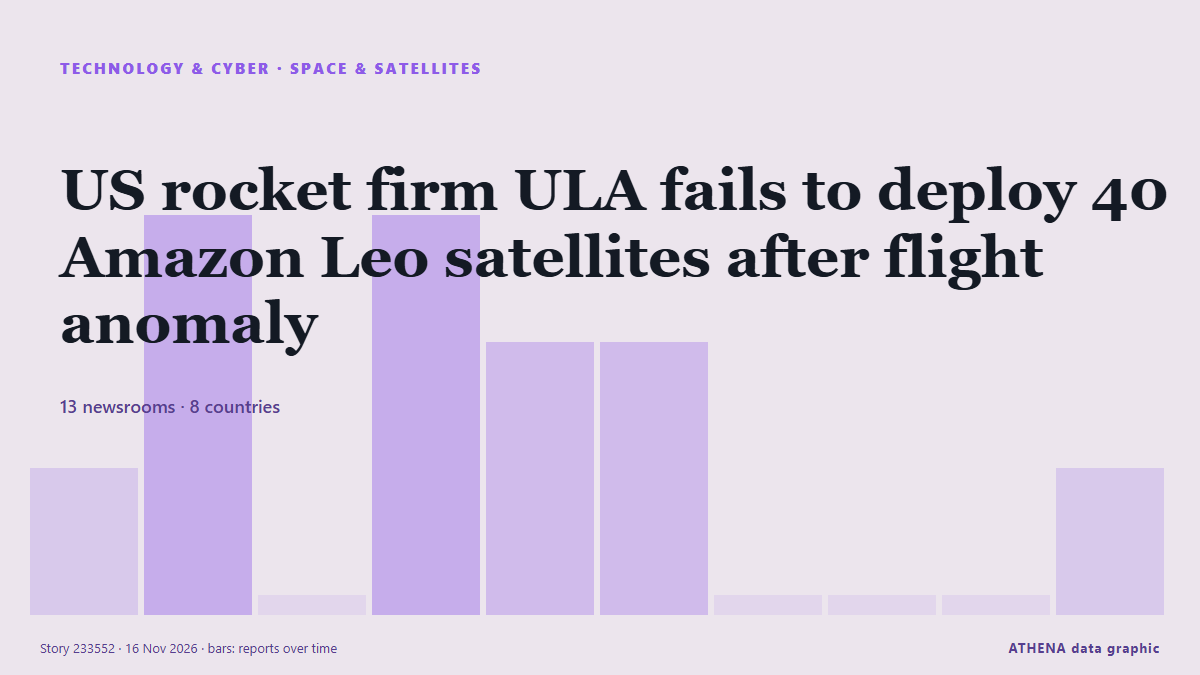 TECHNOLOGY & CYBER · SPACE & SATELLITES
US rocket firm ULA fails to deploy 40
Amazon Leo satellites after flight
anomaly
13 newsrooms · 8 countries
Story 233552 · 16 Nov 2026 · bars: reports over time
ATHENA data graphic